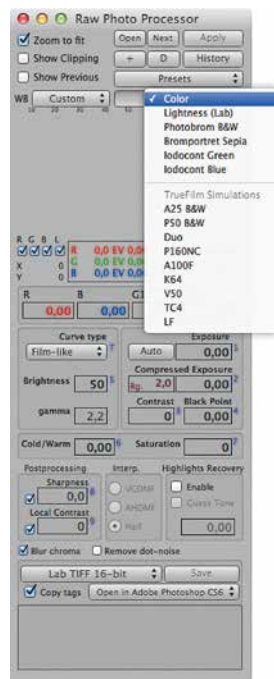 Raw Photo Processor
Zoom to fit Open Next Apply
Show Clipping + D History
Show Previous Presets
WB Custom
✓ Color
Lightness (Lab)
Photobrom B&W
Bromportret Sepia
Iodocont Green
Iodocont Blue
TrueFilm Simulations
A25 B&W
P50 B&W
Duo
P160NC
A100F
K64
V50
TC4
LF
R G B L
R 0,0 EV
X 0 G 0,0 EV
Y 0 B 0,0 EV
R B
0,00 0,00
Curve type Exposure
Film-like Auto 0,00
Compressed Exposure
Brightness 50 Rg. 2,0 0,00
Contrast Black Point
gamma 2,2 0 0,00
Cold/Warm 0,00 Saturation 0
Postprocessing Interp. Highlights Recovery
Sharpness Enable
0,0 VCDMF
Local Contrast AHDMF
0 Half 0,00
Blur chroma Remove dot-noise
Lab TIFF 16-bit Save
Copy tags Open in Adobe Photoshop CS6